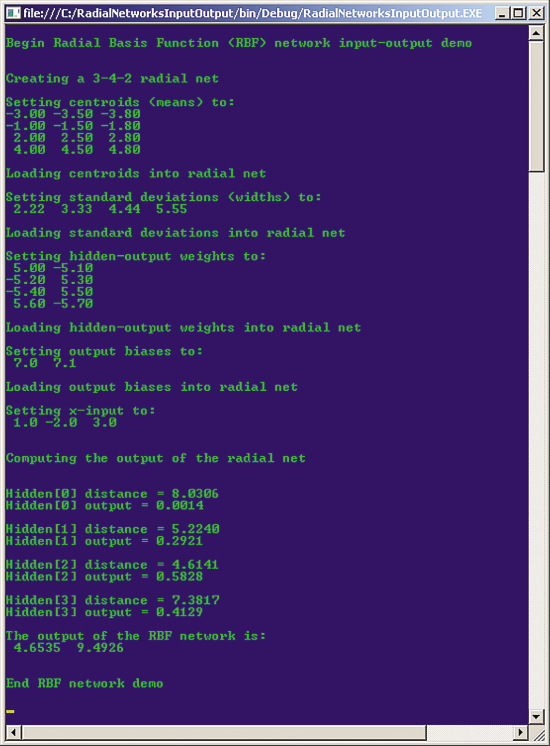 file:///C:/RadialNetworksInputOutput/bin/Debug/RadialNetworksInputOutput.EXE
Begin Radial Basis Function (RBF) network input-output demo
Creating a 3-4-2 radial net
Setting centroids (means) to:
-3.00 -3.50 -3.80
-1.00 -1.50 -1.80
2.00 2.50 2.80
4.00 4.50 4.80
Loading centroids into radial net
Setting standard deviations (widths) to:
2.22 3.33 4.44 5.55
Loading standard deviations into radial net
Setting hidden-output weights to:
5.00 -5.10
-5.20 5.30
-5.40 5.50
5.60 -5.70
Loading hidden-output weights into radial net
Setting output biases to:
7.0 7.1
Loading output biases into radial net
Setting x-input to:
1.0 -2.0 3.0
Computing the output of the radial net
Hidden[0] distance = 8.0306
Hidden[0] output = 0.0014
Hidden[1] distance = 5.2240
Hidden[1] output = 0.2921
Hidden[2] distance = 4.6141
Hidden[2] output = 0.5828
Hidden[3] distance = 7.3817
Hidden[3] output = 0.4129
The output of the RBF network is:
4.6535 9.4926
End RBF network demo